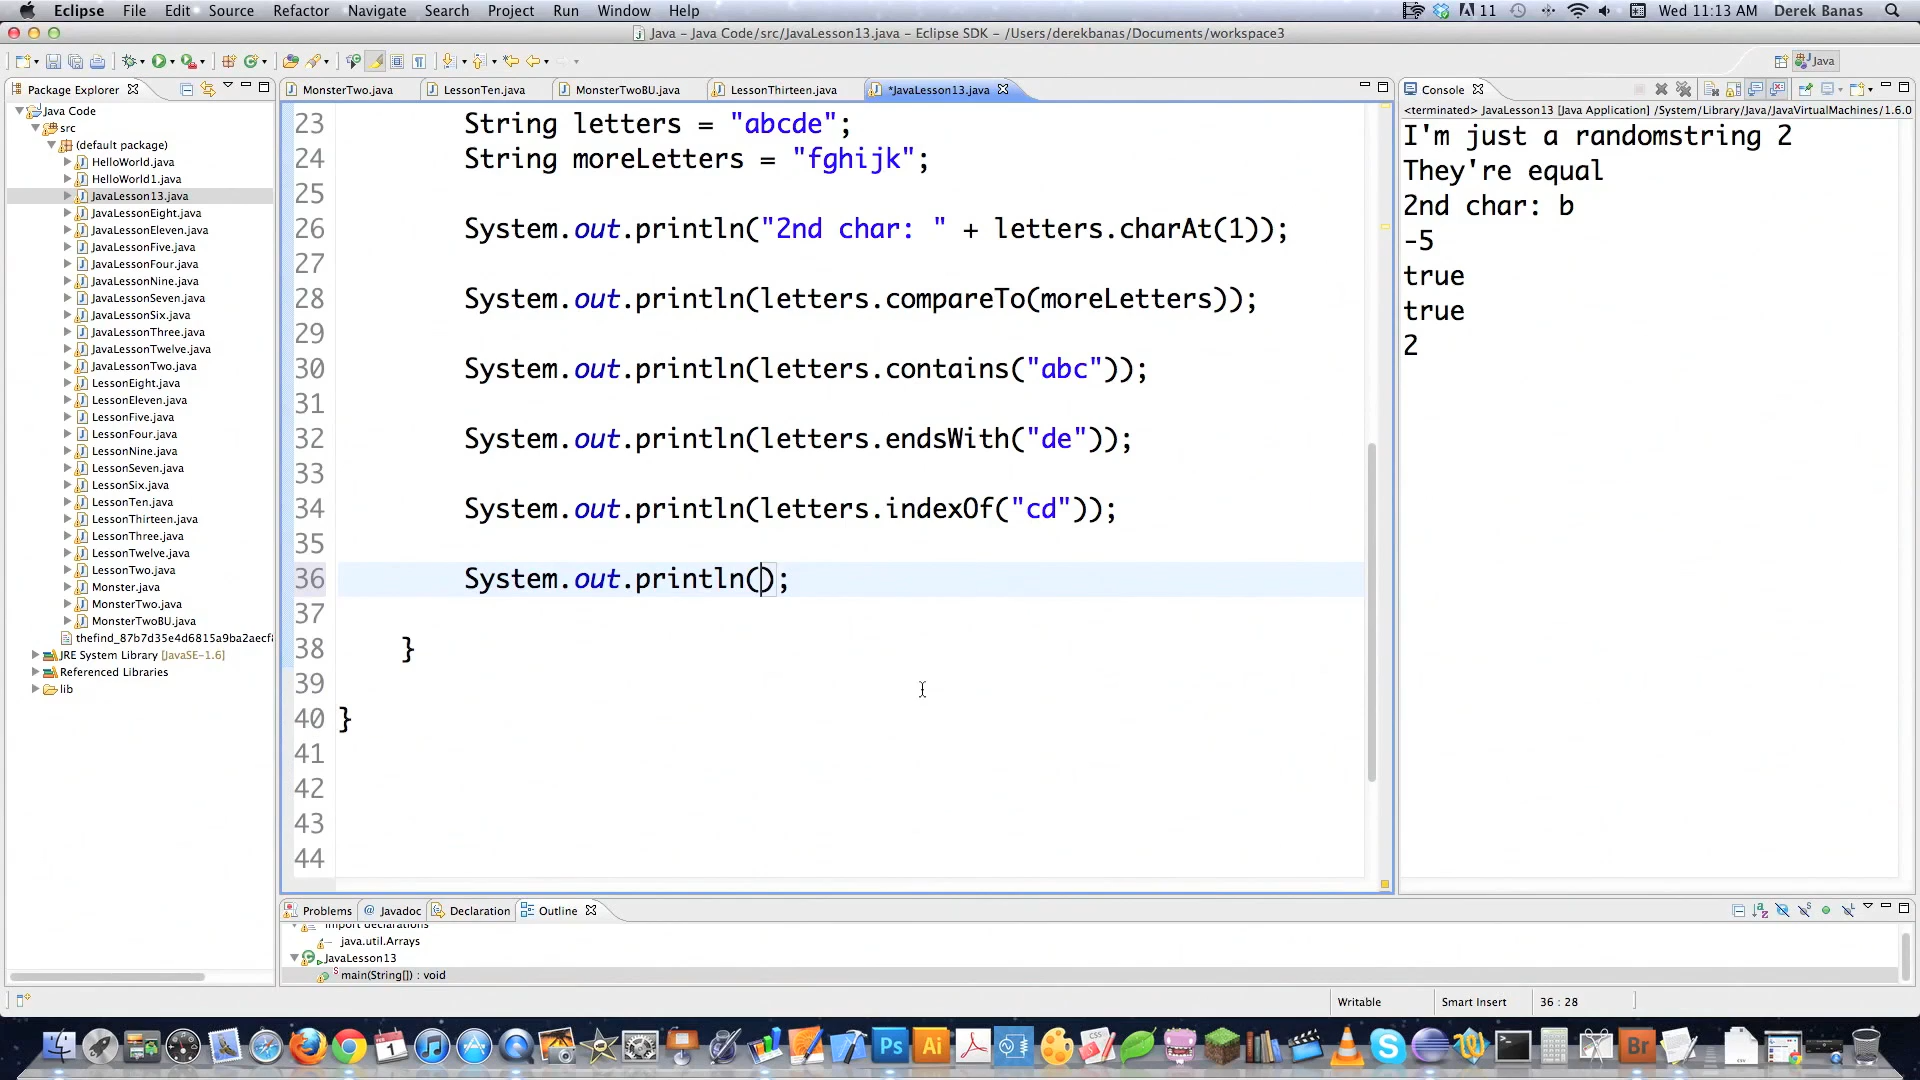 Eclipse File Edit Source Refactor Navigate Search Project Run Window Help 11 Wed 11:13 AM Derek Banas
Java – Java Code/src/JavaLesson13.java – Eclipse SDK – /Users/derekbanas/Documents/workspace3
Java
Package Explorer
Java Code
src
(default package)
HelloWorld.java
HelloWorld1.java
JavaLesson13.java
JavaLessonEight.java
JavaLessonEleven.java
JavaLessonFive.java
JavaLessonFour.java
JavaLessonNine.java
JavaLessonSeven.java
JavaLessonSix.java
JavaLessonThree.java
JavaLessonTwelve.java
JavaLessonTwo.java
LessonEight.java
LessonEleven.java
LessonFive.java
LessonFour.java
LessonNine.java
LessonSeven.java
LessonSix.java
LessonTen.java
LessonThirteen.java
LessonThree.java
LessonTwelve.java
LessonTwo.java
Monster.java
MonsterTwo.java
MonsterTwoBU.java
thefind_87b7d35e4d6815a9ba2aecf8
JRE System Library [JavaSE-1.6]
Referenced Libraries
lib
MonsterTwo.java LessonTen.java MonsterTwoBU.java LessonThirteen.java *JavaLesson13.java
23 String letters = "abcde";
24 String moreLetters = "fghijk";
25
26 System.out.println("2nd char: " + letters.charAt(1));
27
28 System.out.println(letters.compareTo(moreLetters));
29
30 System.out.println(letters.contains("abc"));
31
32 System.out.println(letters.endsWith("de"));
33
34 System.out.println(letters.indexOf("cd"));
35
36 System.out.println();
37
38 }
39
40 }
41
42
43
44
Console
<terminated> JavaLesson13 [Java Application] /System/Library/Java/JavaVirtualMachines/1.6.0
I'm just a randomstring 2
They're equal
2nd char: b
-5
true
true
2
Problems @ Javadoc Declaration Outline
import declarations
java.util.Arrays
JavaLesson13
main(String[]) : void
Writable Smart Insert 36 : 28
Ps Ai Br